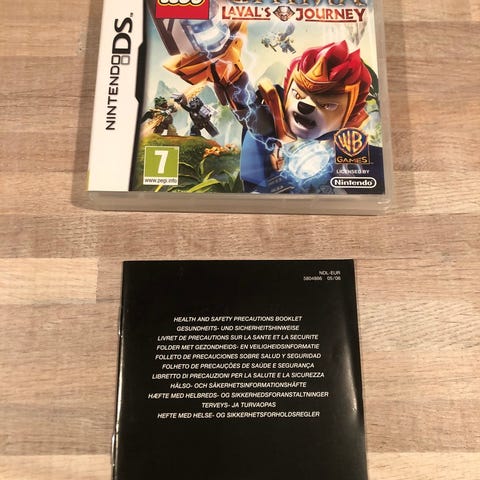 LEGO
LAVAL'S JOURNEY
NINTENDO DS
7
www.pegi.info
WB
GAMES
LICENSED BY
Nintendo
NDL-EUR
5804866 05/06
HEALTH AND SAFETY PRECAUTIONS BOOKLET
GESUNDHEITS- UND SICHERHEITSHINWEISE
LIVRET DE PRECAUTIONS SUR LA SANTE ET LA SECURITE
FOLDER MET GEZONDHEIDS- EN VEILIGHEIDSINFORMATIE
FOLLETO DE PRECAUCIONES SOBRE SALUD Y SEGURIDAD
FOLHETO DE PRECAUÇÕES DE SAÚDE E SEGURANÇA
LIBRETTO DI PRECAUZIONI PER LA SALUTE E LA SICUREZZA
HÄLSO- OCH SÄKERHETSINFORMATIONSHÄFTE
HÆFTE MED HELBREDS- OG SIKKERHEDSFORANSTALTNINGER
TERVEYS- JA TURVAOPAS
HEFTE MED HELSE- OG SIKKERHETSFORHOLDSREGLER